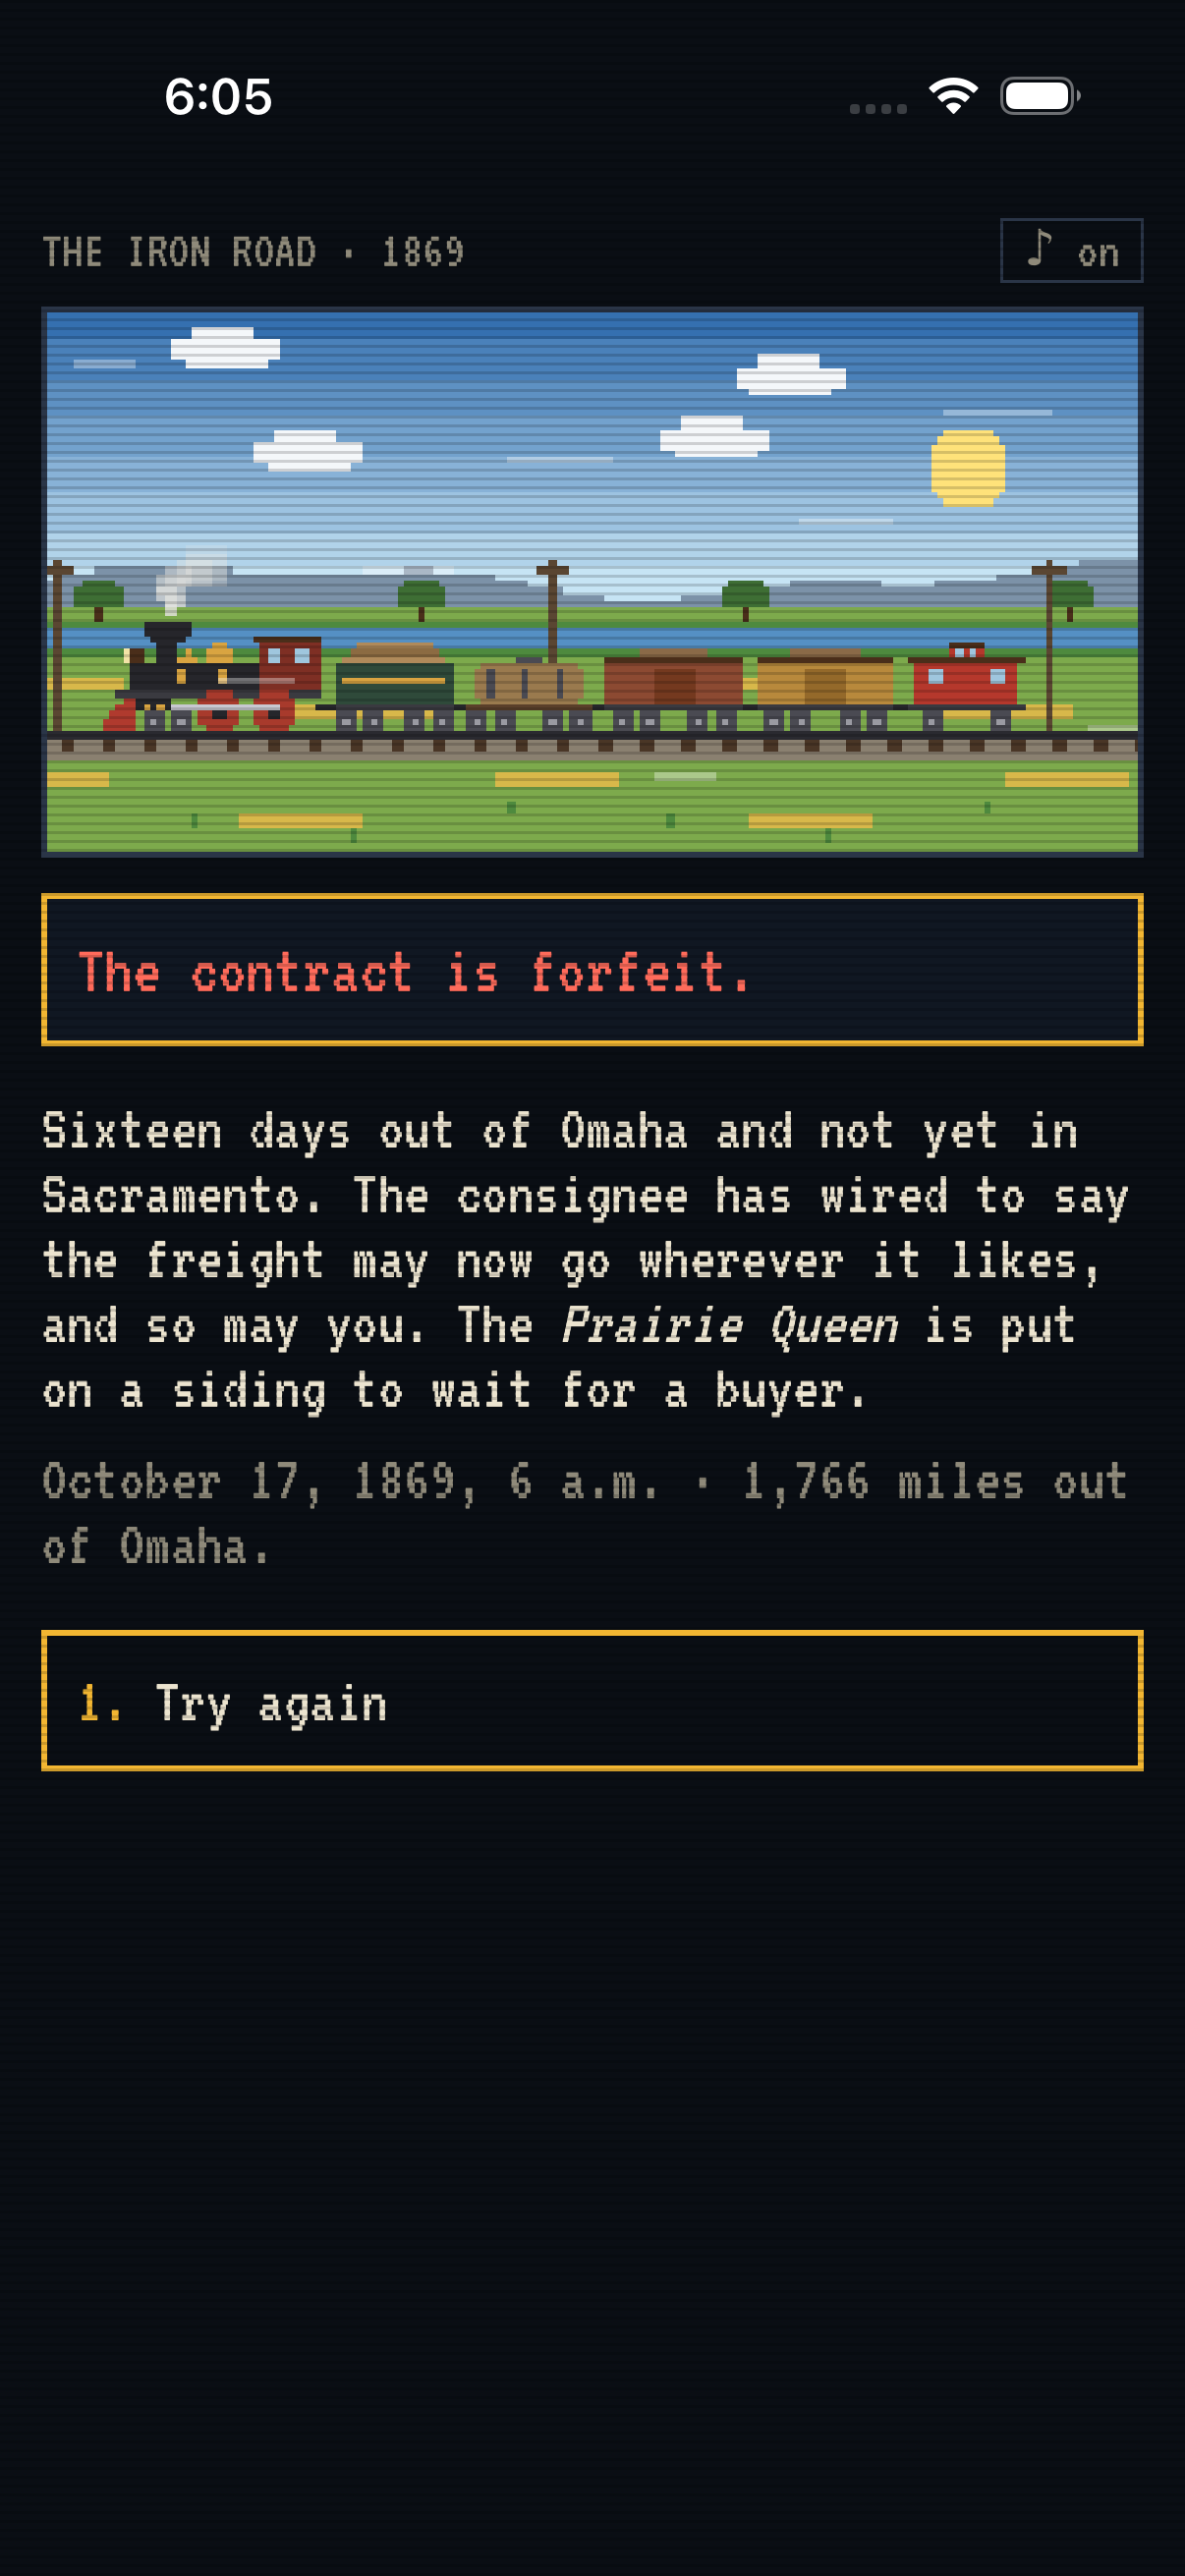 6:05
THE IRON ROAD · 1869
♪ on
The contract is forfeit.
Sixteen days out of Omaha and not yet in
Sacramento. The consignee has wired to say
the freight may now go wherever it likes,
and so may you. The Prairie Queen is put
on a siding to wait for a buyer.
October 17, 1869, 6 a.m. · 1,766 miles out
of Omaha.
1. Try again